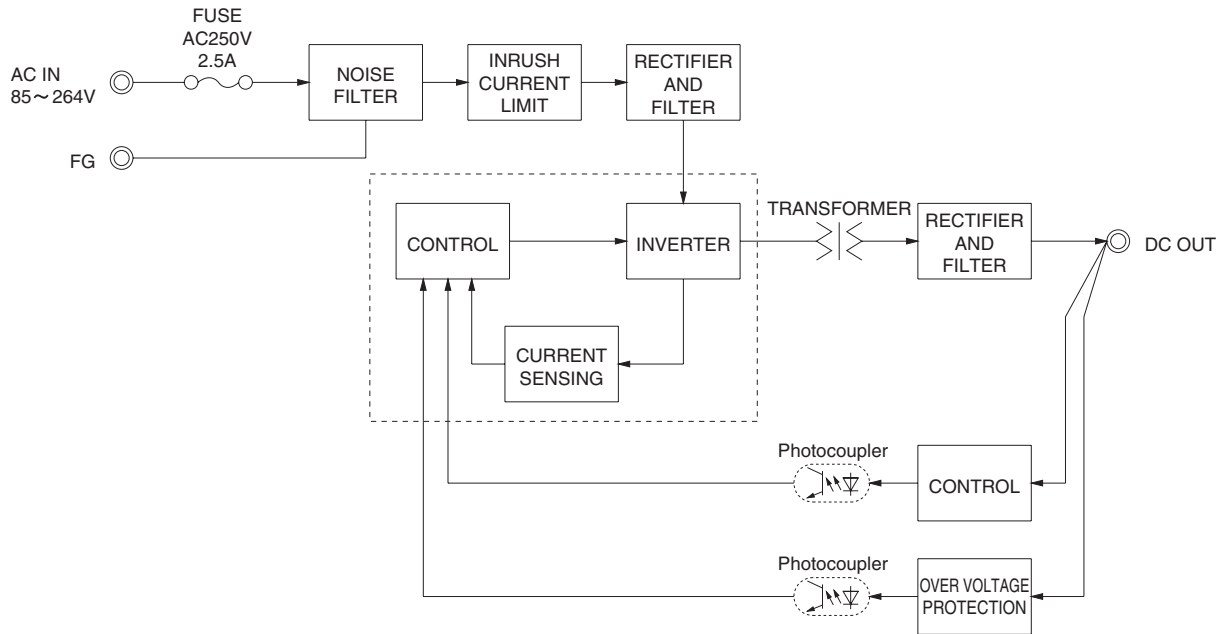 FUSE
AC250V
2.5A
AC IN
85～264V
FG
NOISE
FILTER
INRUSH
CURRENT
LIMIT
RECTIFIER
AND
FILTER
CONTROL
INVERTER
CURRENT
SENSING
TRANSFORMER
RECTIFIER
AND
FILTER
DC OUT
Photocoupler
CONTROL
Photocoupler
OVER VOLTAGE
PROTECTION